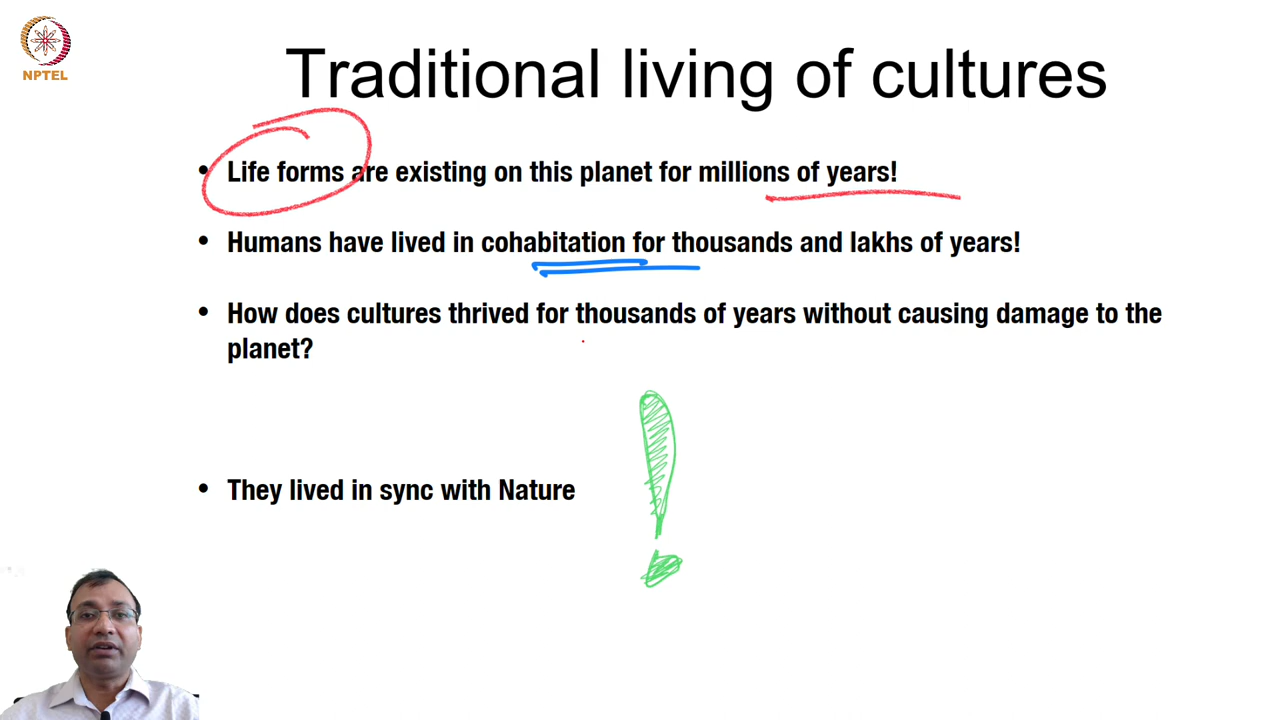 NPTEL
Traditional living of cultures
• Life forms are existing on this planet for millions of years!
• Humans have lived in cohabitation for thousands and lakhs of years!
• How does cultures thrived for thousands of years without causing damage to the
planet?
!
• They lived in sync with Nature